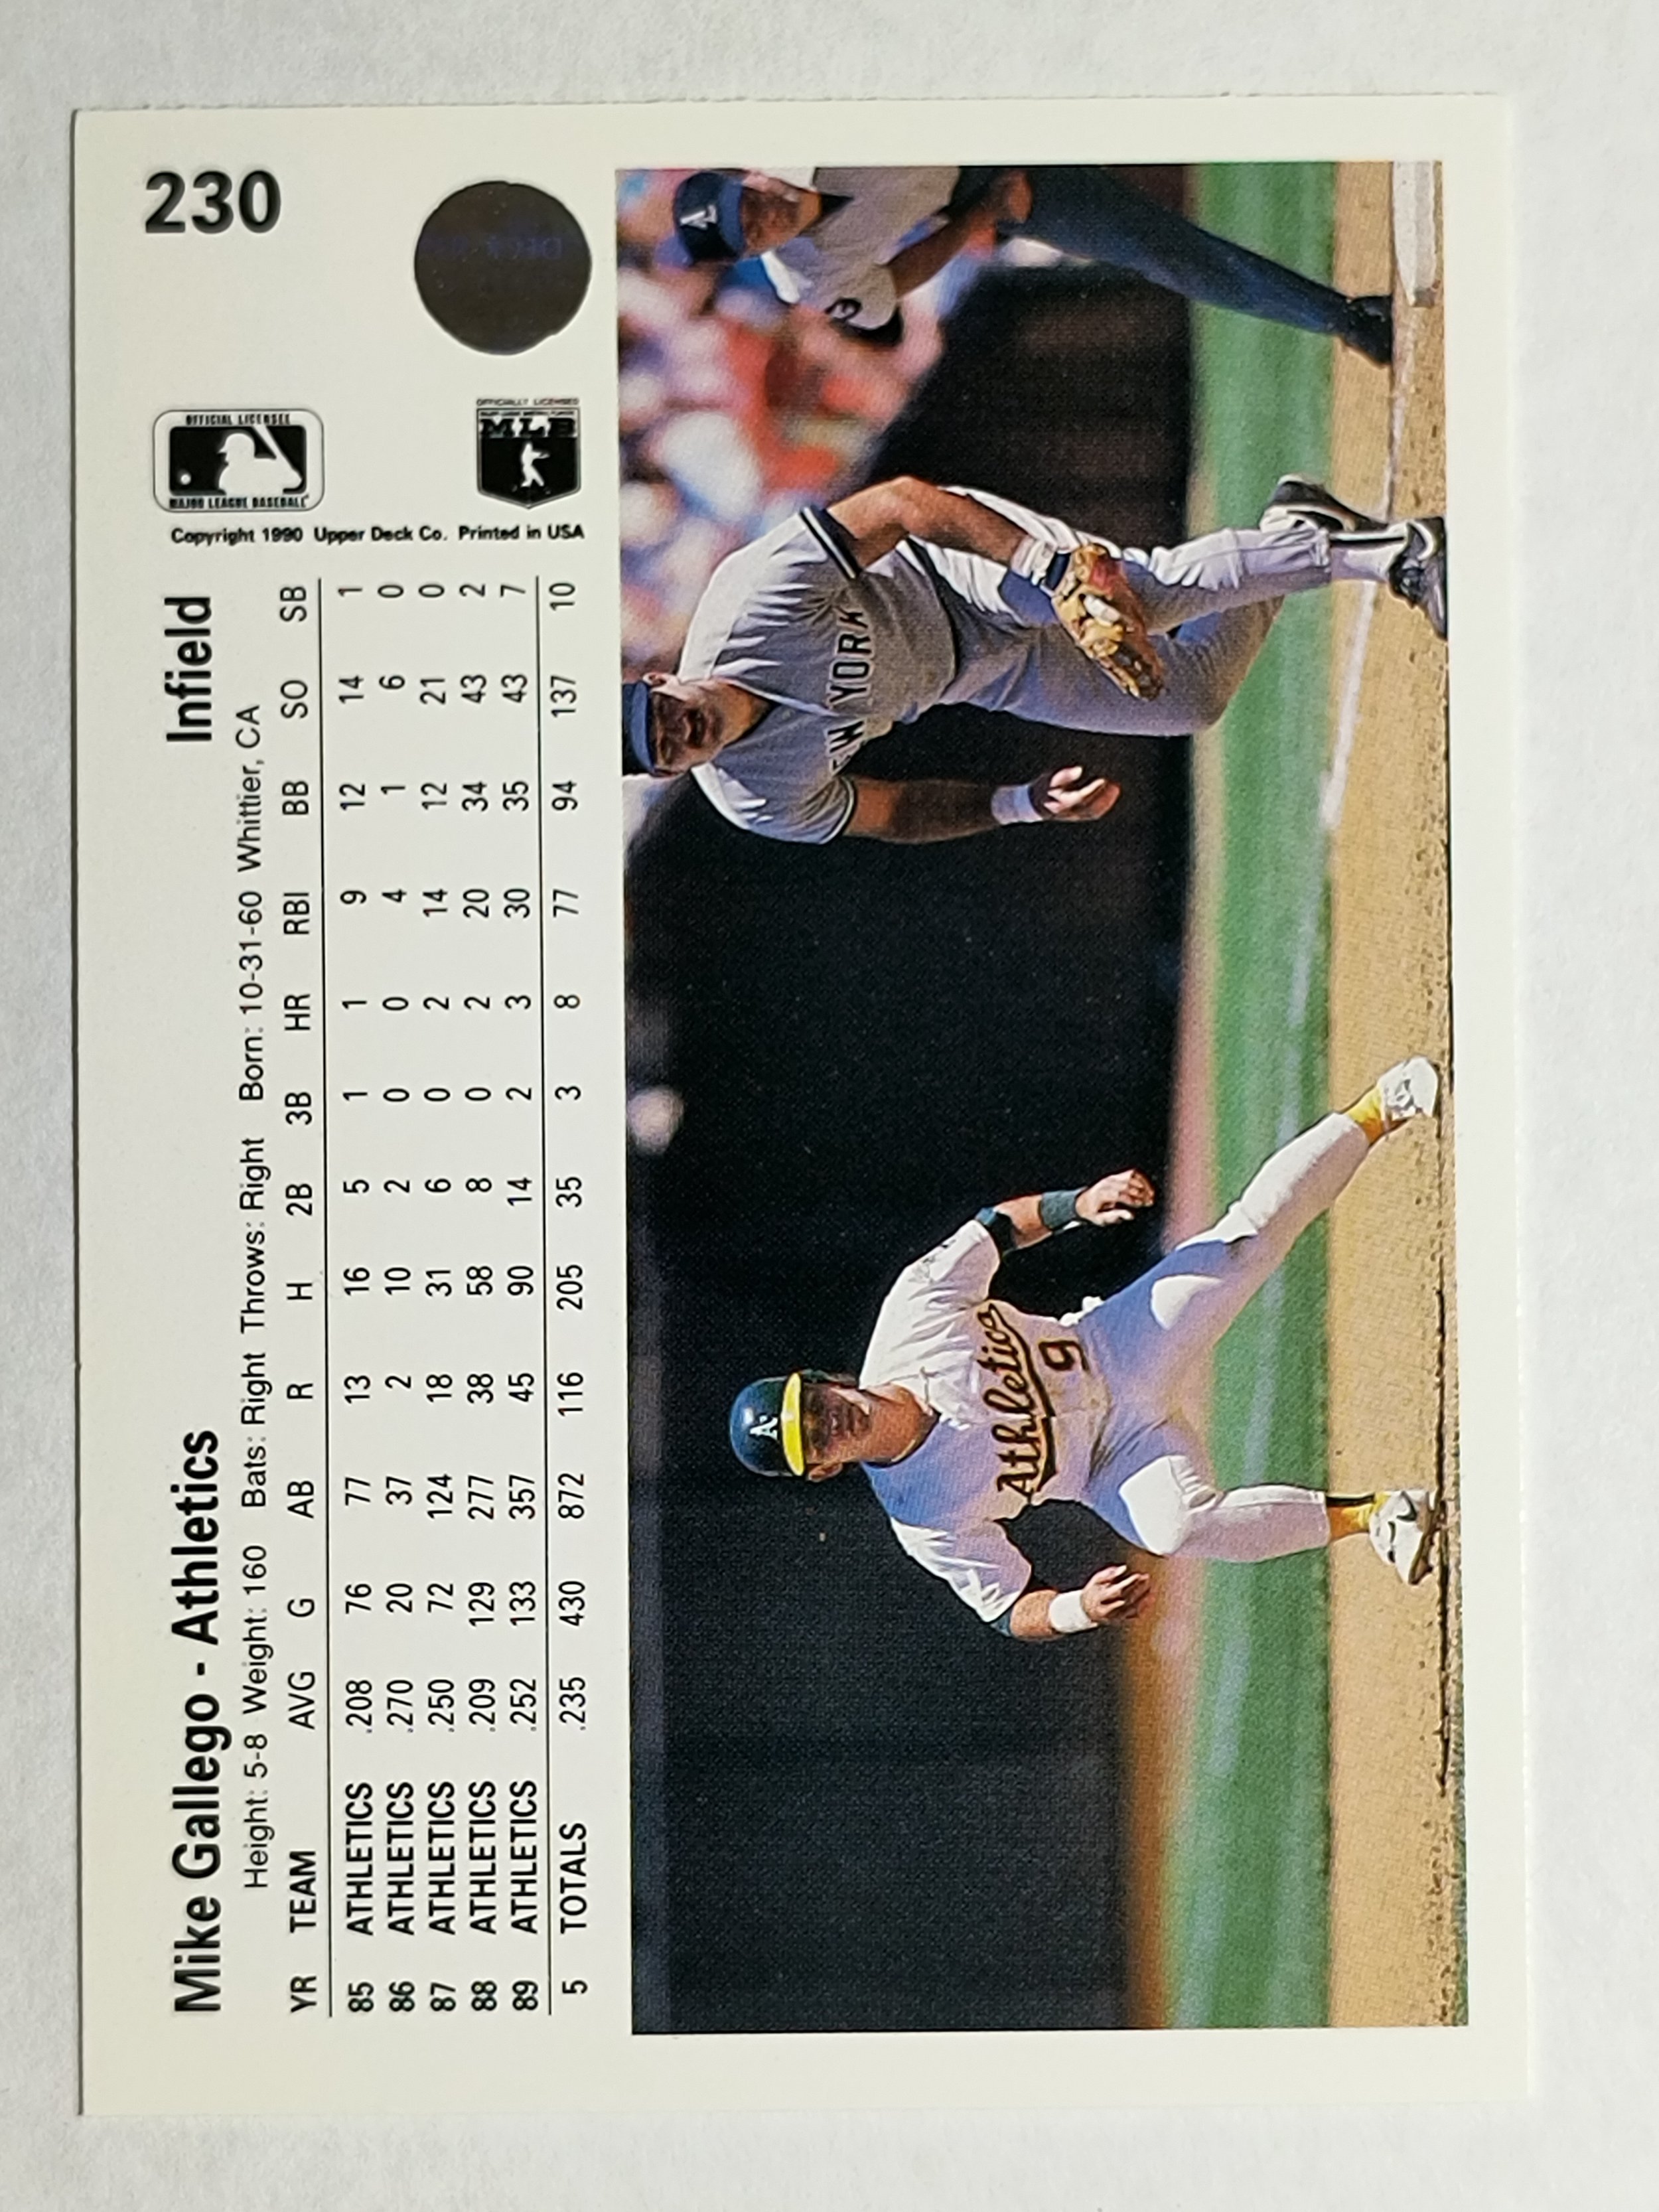 230
Mike Gallego - Athletics Infield
Height: 5-8 Weight: 160 Bats: Right Throws: Right Born: 10-31-60 Whittier, CA
YR TEAM AVG G AB R H 2B 3B HR RBI BB SO SB
85 ATHLETICS .208 76 77 13 16 5 1 1 9 12 14 1
86 ATHLETICS .270 20 37 2 10 2 0 0 4 1 6 0
87 ATHLETICS .250 72 124 18 31 6 0 2 14 12 21 0
88 ATHLETICS .209 129 277 38 58 8 0 2 20 34 43 2
89 ATHLETICS .252 133 357 45 90 14 2 3 30 35 43 7
5 TOTALS .235 430 872 116 205 35 3 8 77 94 137 10
Copyright 1990 Upper Deck Co. Printed in USA
OFFICIAL LICENSEE
MAJOR LEAGUE BASEBALL
OFFICIALLY LICENSED
MLB
A
EW YORK
A's
Athletics
9